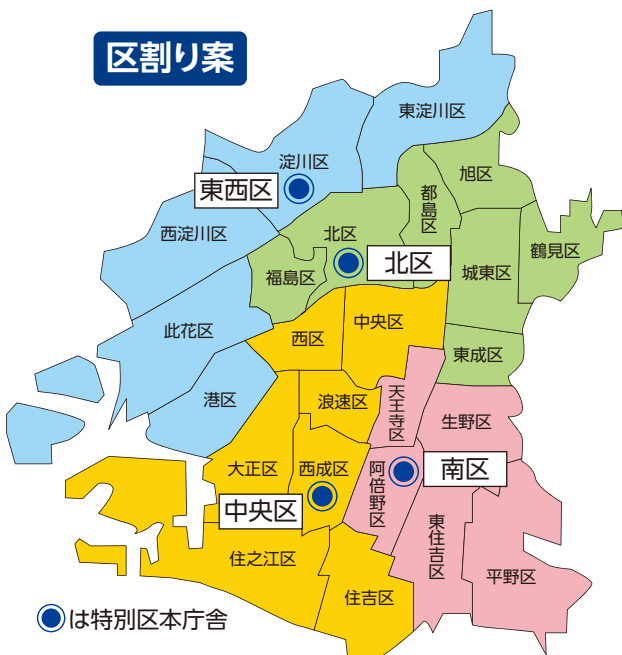 区割り案
東淀川区
淀川区
旭区
東西区
都島区
西淀川区
北区
鶴見区
北区
城東区
福島区
中央区
此花区
西区
東成区
港区
浪速区
天王寺区
生野区
大正区
西成区
阿倍野区
南区
中央区
東住吉区
住之江区
平野区
住吉区
は特別区本庁舎